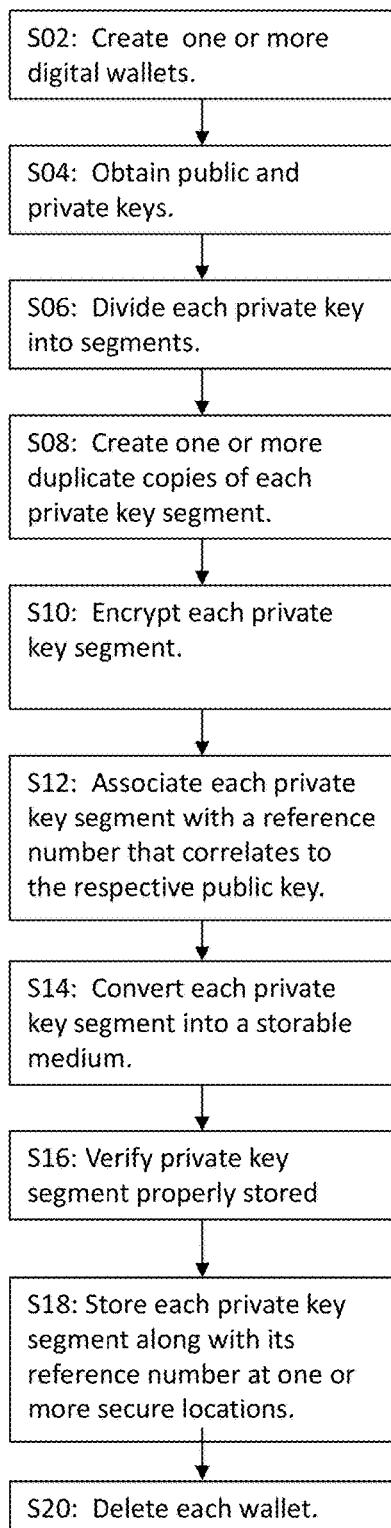 S02: Create one or more
digital wallets.
S04: Obtain public and
private keys.
S06: Divide each private key
into segments.
S08: Create one or more
duplicate copies of each
private key segment.
S10: Encrypt each private
key segment.
S12: Associate each private
key segment with a reference
number that correlates to
the respective public key.
S14: Convert each private
key segment into a storable
medium.
S16: Verify private key
segment properly stored
S18: Store each private key
segment along with its
reference number at one or
more secure locations.
S20: Delete each wallet.